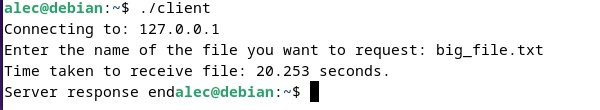 alec@debian:~$ ./client
Connecting to: 127.0.0.1
Enter the name of the file you want to request: big_file.txt
Time taken to receive file: 20.253 seconds.
Server response endalec@debian:~$